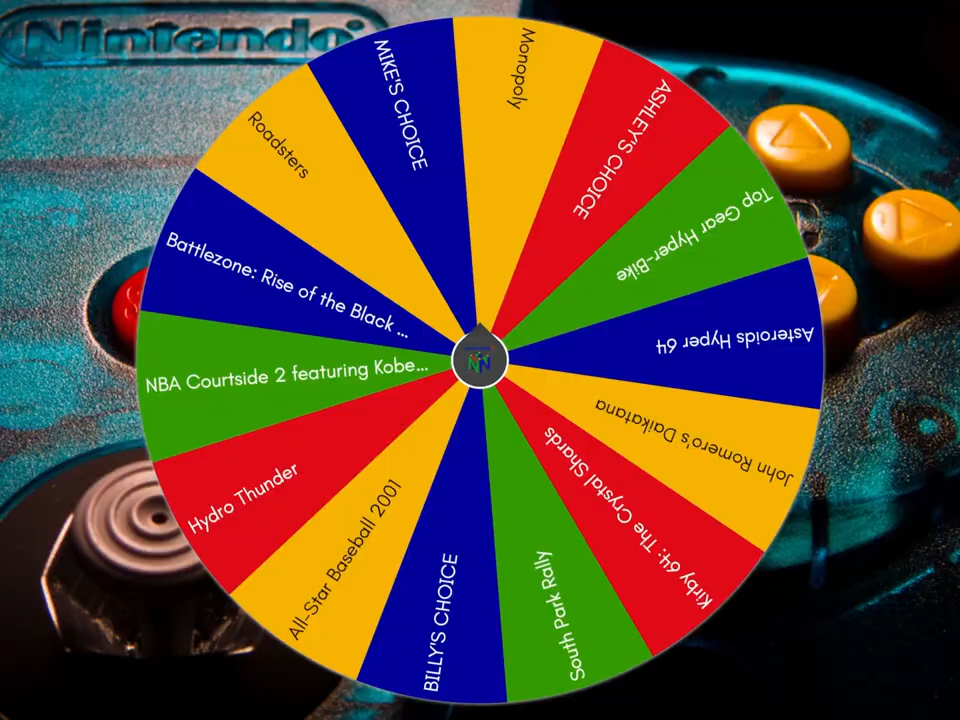 Nintendo®
MIKE'S CHOICE
Monopoly
ASHLEY'S CHOICE
Top Gear Hyper-Bike
Asteroids Hyper 64
John Romero's Daikatana
Kirby 64: The Crystal Shards
South Park Rally
BILLY'S CHOICE
All-Star Baseball 2001
Hydro Thunder
NBA Courtside 2 featuring Kobe...
Battlezone: Rise of the Black ...
Roadsters